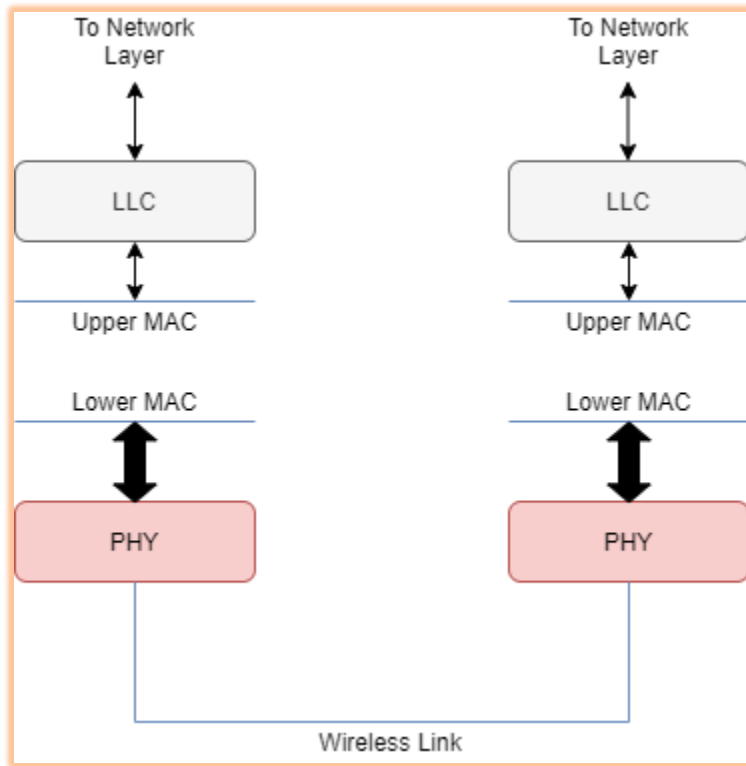 To Network
Layer
To Network
Layer
LLC
LLC
Upper MAC
Upper MAC
Lower MAC
Lower MAC
PHY
PHY
Wireless Link